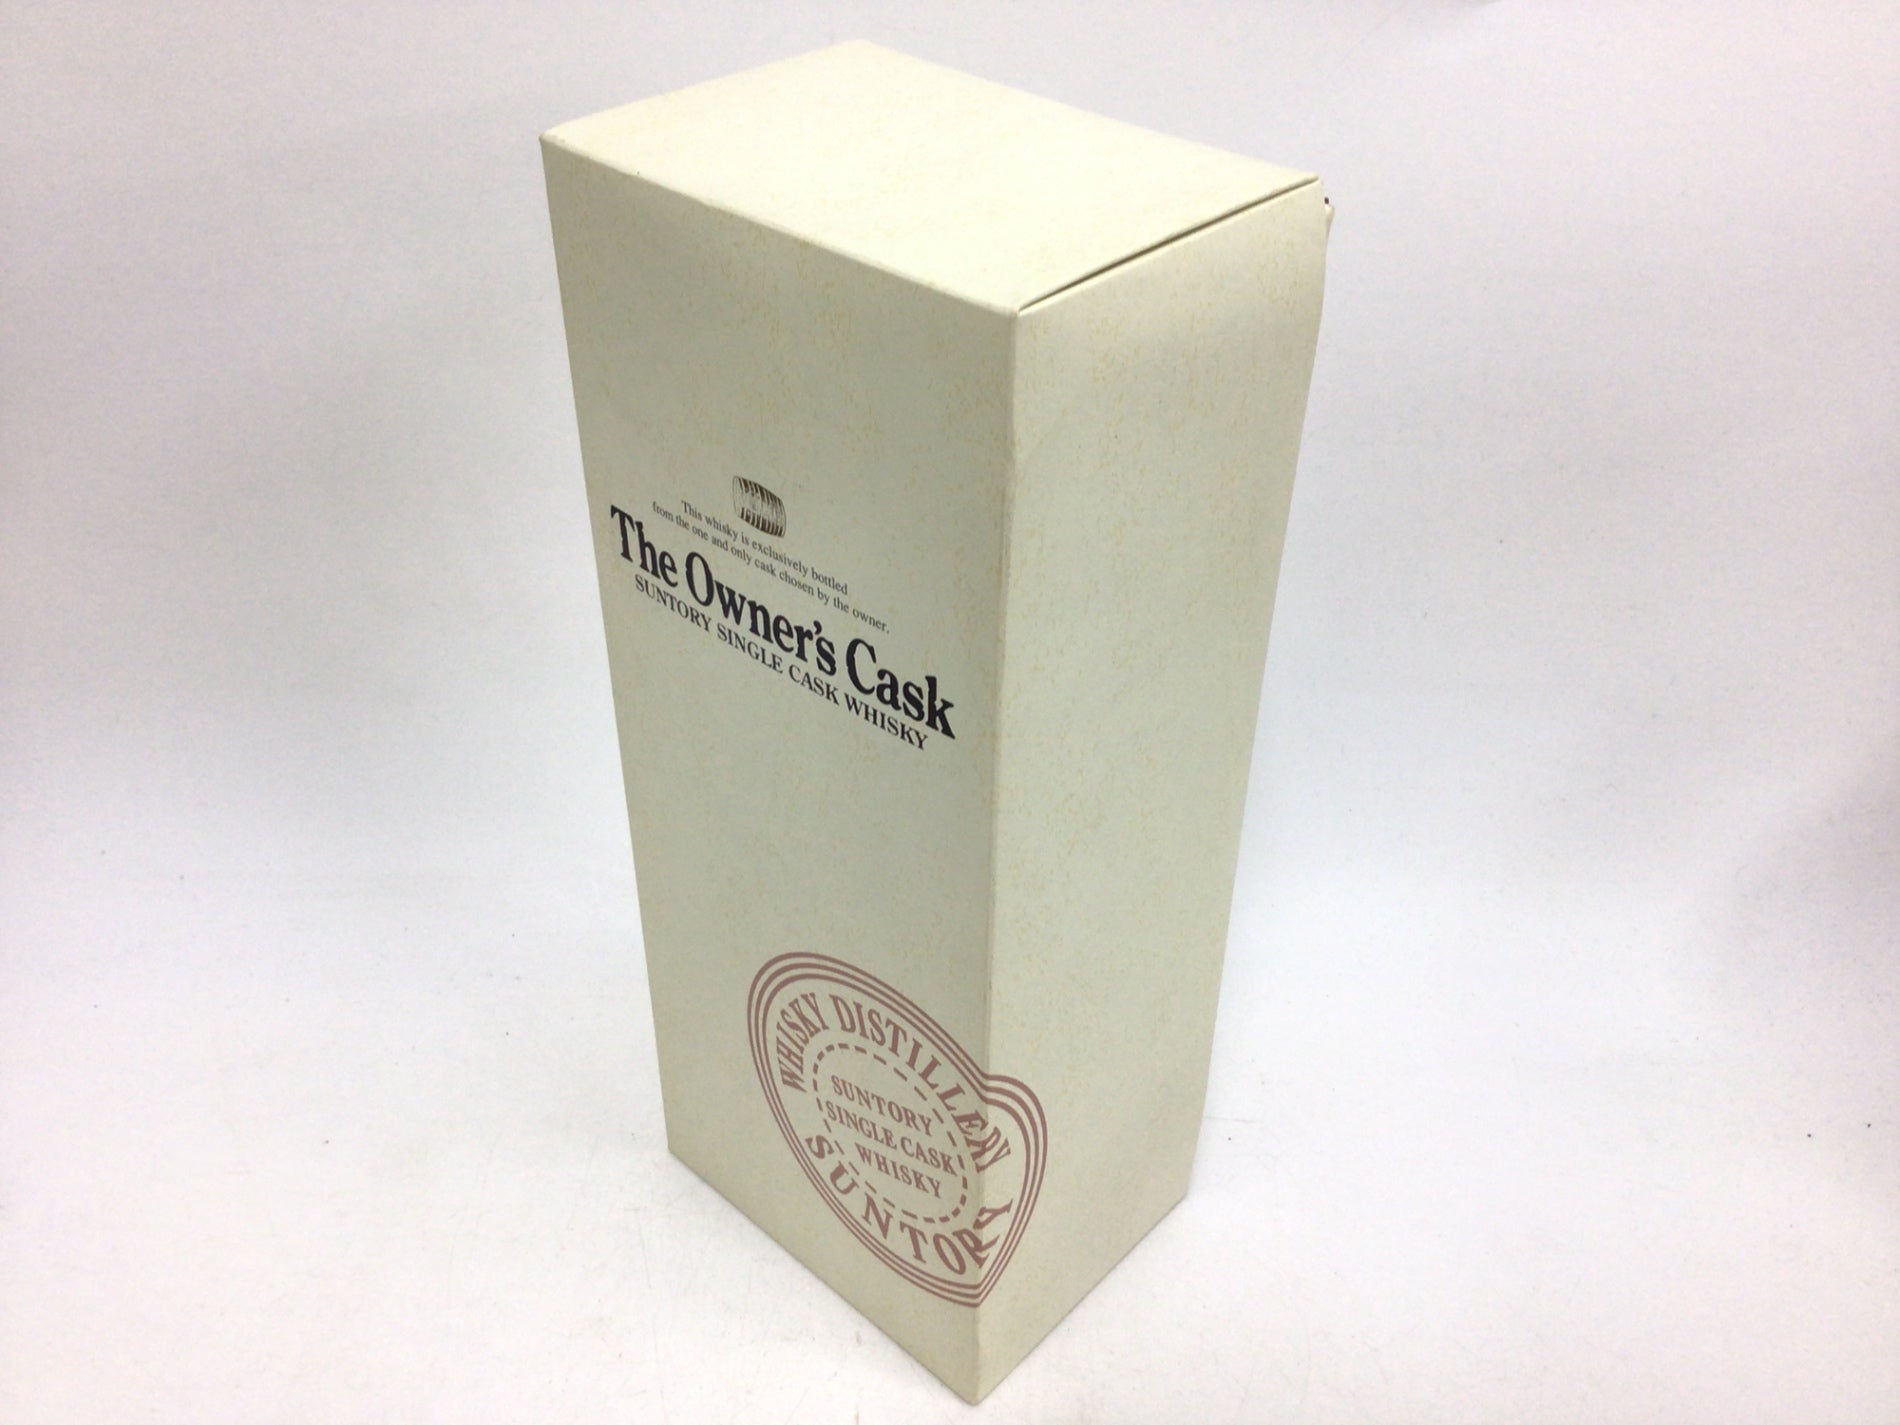 This whisky is exclusively bottled
from the one and only cask chosen by the owner.
The Owner's Cask
SUNTORY SINGLE CASK WHISKY
WHISKY DISTILLERY
SUNTORY
SINGLE CASK
WHISKY
SUNTORY